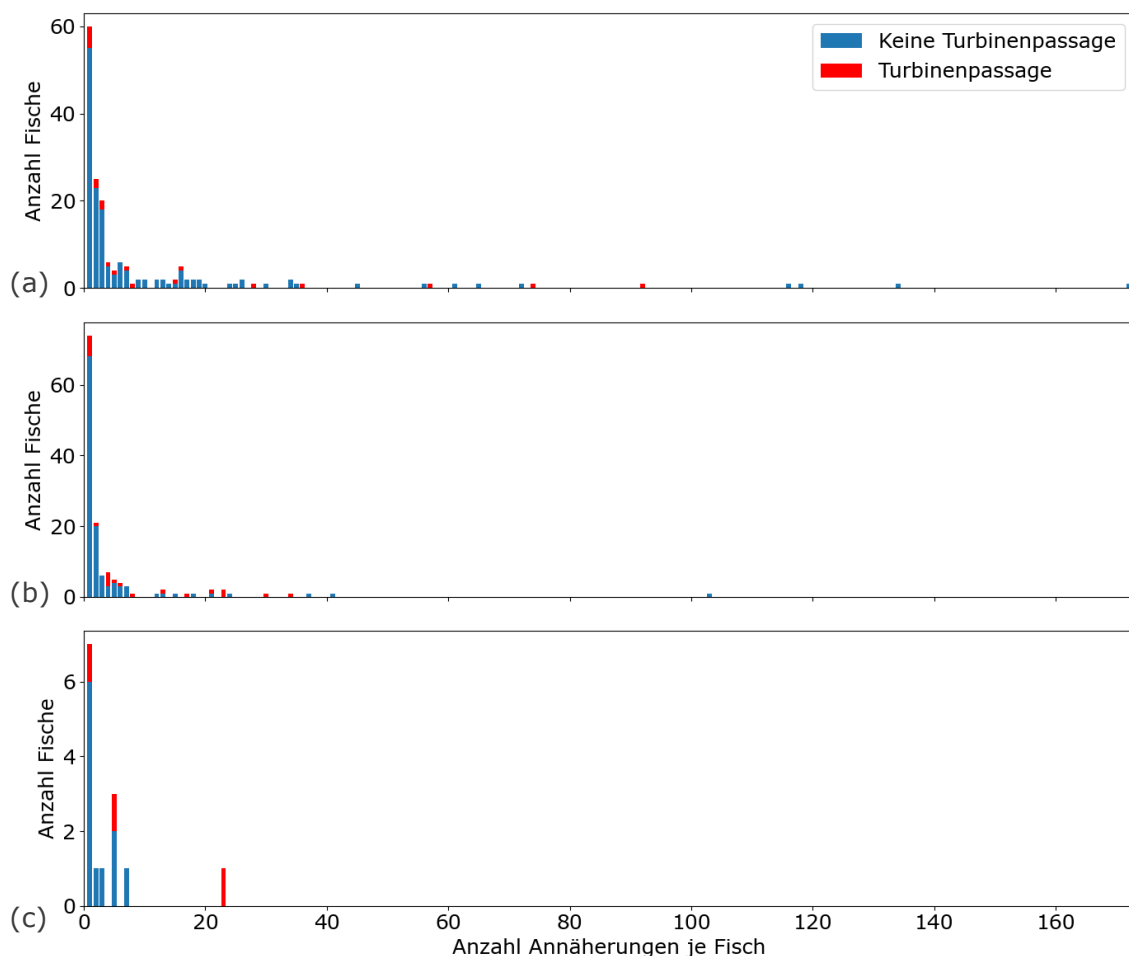 60
40
20
0
Anzahl Fische
Keine Turbinenpassage
Turbinenpassage
(a)
60
40
20
0
Anzahl Fische
(b)
6
4
2
0
Anzahl Fische
(c)
0 20 40 60 80 100 120 140 160
Anzahl Annäherungen je Fisch